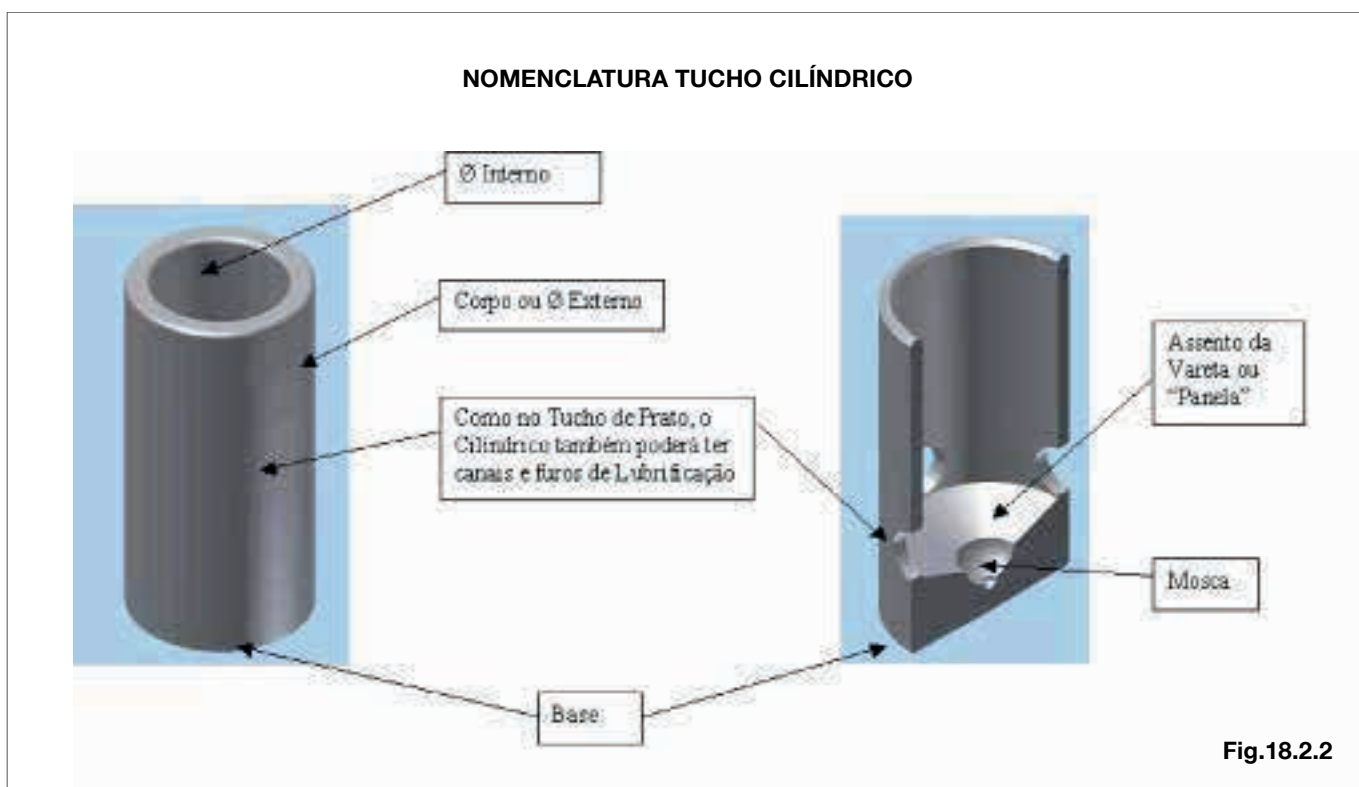 NOMENCLATURA TUCHO CILÍNDRICO
Ø Interno
Corpo ou Ø Externo
Como no Tucho de Prato, o
Cilíndrico também poderá ter
canais e furos de Lubrificação
Assento da
Vareta ou
“Panela”
Mosca
Base
Fig.18.2.2